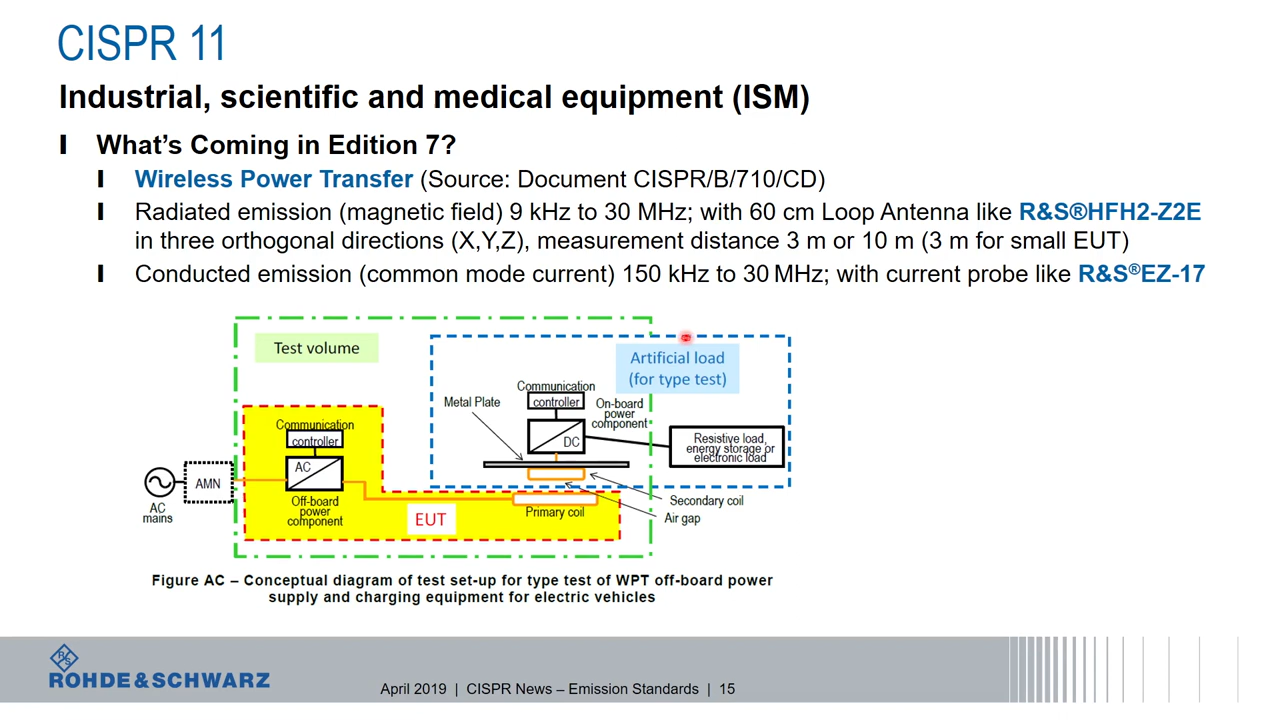 CISPR 11
Industrial, scientific and medical equipment (ISM)
What's Coming in Edition 7?
Wireless Power Transfer (Source: Document CISPR/B/710/CD)
Radiated emission (magnetic field) 9 kHz to 30 MHz; with 60 cm Loop Antenna like R&S®HFH2-Z2E
in three orthogonal directions (X,Y,Z), measurement distance 3 m or 10 m (3 m for small EUT)
Conducted emission (common mode current) 150 kHz to 30 MHz; with current probe like R&S®EZ-17
Test volume
Artificial load
(for type test)
Communication
controller
Metal Plate
On-board
power
component
DC
Resistive load,
energy storage or
electronic load
Communication
controller
AC
AMN
AC
mains
Off-board
power
component
EUT
Primary coil
Secondary coil
Air gap
Figure AC – Conceptual diagram of test set-up for type test of WPT off-board power
supply and charging equipment for electric vehicles
R&S
ROHDE & SCHWARZ
April 2019 | CISPR News – Emission Standards | 15